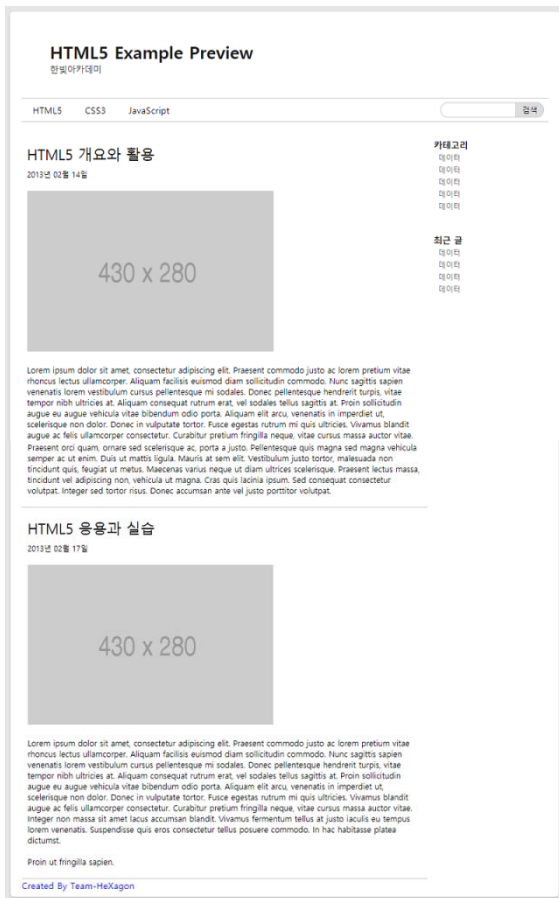 HTML5 Example Preview
한빛아카데미
HTML5 CSS3 JavaScript 검색
HTML5 개요와 활용
2013년 02월 14일
430 x 280
Lorem ipsum dolor sit amet, consectetur adipiscing elit. Praesent commodo justo ac lorem pretium vitae
rhoncus lectus ullamcorper. Aliquam facilisis euismod diam sollicitudin commodo. Nunc sagittis sapien
venenatis lorem vestibulum cursus pellentesque mi sodales. Donec pellentesque hendrerit turpis, vitae
tempor nibh ultricies at. Aliquam consequat rutrum erat, vel sodales tellus sagittis at. Proin sollicitudin
augue eu augue vehicula vitae bibendum odio porta. Aliquam elit arcu, venenatis in imperdiet ut,
scelerisque non dolor. Donec in vulputate tortor. Fusce egestas rutrum mi quis ultricies. Vivamus blandit
augue ac felis ullamcorper consectetur. Curabitur pretium fringilla neque, vitae cursus massa auctor vitae.
Praesent orci quam, ornare sed scelerisque ac, porta a justo. Pellentesque quis magna sed magna vehicula
semper ac ut enim. Duis ut mattis ligula. Mauris at sem elit. Vestibulum justo tortor, malesuada non
tincidunt quis, feugiat ut metus. Maecenas varius neque ut diam ultrices scelerisque. Praesent lectus massa,
tincidunt vel adipiscing non, vehicula ut magna. Cras quis lacinia ipsum. Sed consequat consectetur
volutpat. Integer sed tortor risus. Donec accumsan ante vel justo porttitor volutpat.
HTML5 응용과 실습
2013년 02월 17일
430 x 280
Lorem ipsum dolor sit amet, consectetur adipiscing elit. Praesent commodo justo ac lorem pretium vitae
rhoncus lectus ullamcorper. Aliquam facilisis euismod diam sollicitudin commodo. Nunc sagittis sapien
venenatis lorem vestibulum cursus pellentesque mi sodales. Donec pellentesque hendrerit turpis, vitae
tempor nibh ultricies at. Aliquam consequat rutrum erat, vel sodales tellus sagittis at. Proin sollicitudin
augue eu augue vehicula vitae bibendum odio porta. Aliquam elit arcu, venenatis in imperdiet ut,
scelerisque non dolor. Donec in vulputate tortor. Fusce egestas rutrum mi quis ultricies. Vivamus blandit
augue ac felis ullamcorper consectetur. Curabitur pretium fringilla neque, vitae cursus massa auctor vitae.
Integer non massa sit amet lacus accumsan blandit. Vivamus fermentum tellus at justo iaculis eu tempus
lorem venenatis. Suspendisse quis eros consectetur tellus posuere commodo. In hac habitasse platea
dictumst.
Proin ut fringilla sapien.
카테고리
데이터
데이터
데이터
데이터
데이터
최근 글
데이터
데이터
데이터
데이터
Created By Team-HeXagon